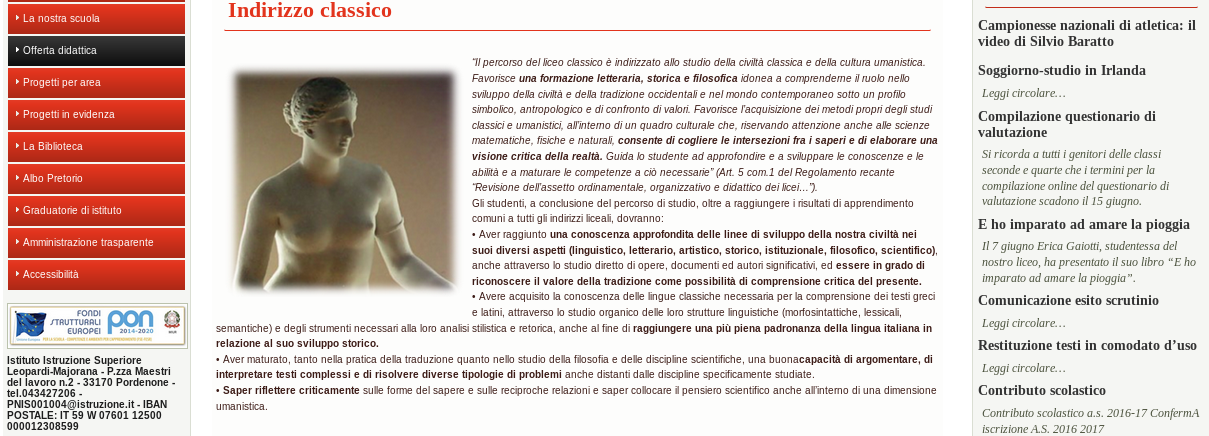 La nostra scuola
Offerta didattica
Progetti per area
Progetti in evidenza
La Biblioteca
Albo Pretorio
Graduatorie di istituto
Amministrazione trasparente
Accessibilità
FONDI
STRUTTURALI
EUROPEI
pon
2014-2020
Istituto Istruzione Superiore
Leopardi-Majorana - P.zza Maestri
del lavoro n.2 - 33170 Pordenone -
tel.043427206 -
PNIS001004@istruzione.it - IBAN
POSTALE: IT 59 W 07601 12500
000012308599
Indirizzo classico
“Il percorso del liceo classico è indirizzato allo studio della civiltà classica e della cultura umanistica.
Favorisce una formazione letteraria, storica e filosofica idonea a comprenderne il ruolo nello
sviluppo della civiltà e della tradizione occidentali e nel mondo contemporaneo sotto un profilo
simbolico, antropologico e di confronto di valori. Favorisce l'acquisizione dei metodi propri degli studi
classici e umanistici, all'interno di un quadro culturale che, riservando attenzione anche alle scienze
matematiche, fisiche e naturali, consente di cogliere le intersezioni fra i saperi e di elaborare una
visione critica della realtà. Guida lo studente ad approfondire e a sviluppare le conoscenze e le
abilità e a maturare le competenze a ciò necessarie” (Art. 5 com.1 del Regolamento recante
“Revisione dell'assetto ordinamentale, organizzativo e didattico dei licei…”).
Gli studenti, a conclusione del percorso di studio, oltre a raggiungere i risultati di apprendimento
comuni a tutti gli indirizzi liceali, dovranno:
• Aver raggiunto una conoscenza approfondita delle linee di sviluppo della nostra civiltà nei
suoi diversi aspetti (linguistico, letterario, artistico, storico, istituzionale, filosofico, scientifico),
anche attraverso lo studio diretto di opere, documenti ed autori significativi, ed essere in grado di
riconoscere il valore della tradizione come possibilità di comprensione critica del presente.
• Avere acquisito la conoscenza delle lingue classiche necessaria per la comprensione dei testi greci
e latini, attraverso lo studio organico delle loro strutture linguistiche (morfosintattiche, lessicali,
semantiche) e degli strumenti necessari alla loro analisi stilistica e retorica, anche al fine di raggiungere una più piena padronanza della lingua italiana in
relazione al suo sviluppo storico.
• Aver maturato, tanto nella pratica della traduzione quanto nello studio della filosofia e delle discipline scientifiche, una buonacapacità di argomentare, di
interpretare testi complessi e di risolvere diverse tipologie di problemi anche distanti dalle discipline specificamente studiate.
• Saper riflettere criticamente sulle forme del sapere e sulle reciproche relazioni e saper collocare il pensiero scientifico anche all'interno di una dimensione
umanistica.
Campionesse nazionali di atletica: il
video di Silvio Baratto
Soggiorno-studio in Irlanda
Leggi circolare…
Compilazione questionario di
valutazione
Si ricorda a tutti i genitori delle classi
seconde e quarte che i termini per la
compilazione online del questionario di
valutazione scadono il 15 giugno.
E ho imparato ad amare la pioggia
Il 7 giugno Erica Gaiotti, studentessa del
nostro liceo, ha presentato il suo libro “E ho
imparato ad amare la pioggia”.
Comunicazione esito scrutinio
Leggi circolare…
Restituzione testi in comodato d’uso
Leggi circolare…
Contributo scolastico
Contributo scolastico a.s. 2016-17 ConfermA
iscrizione A.S. 2016 2017